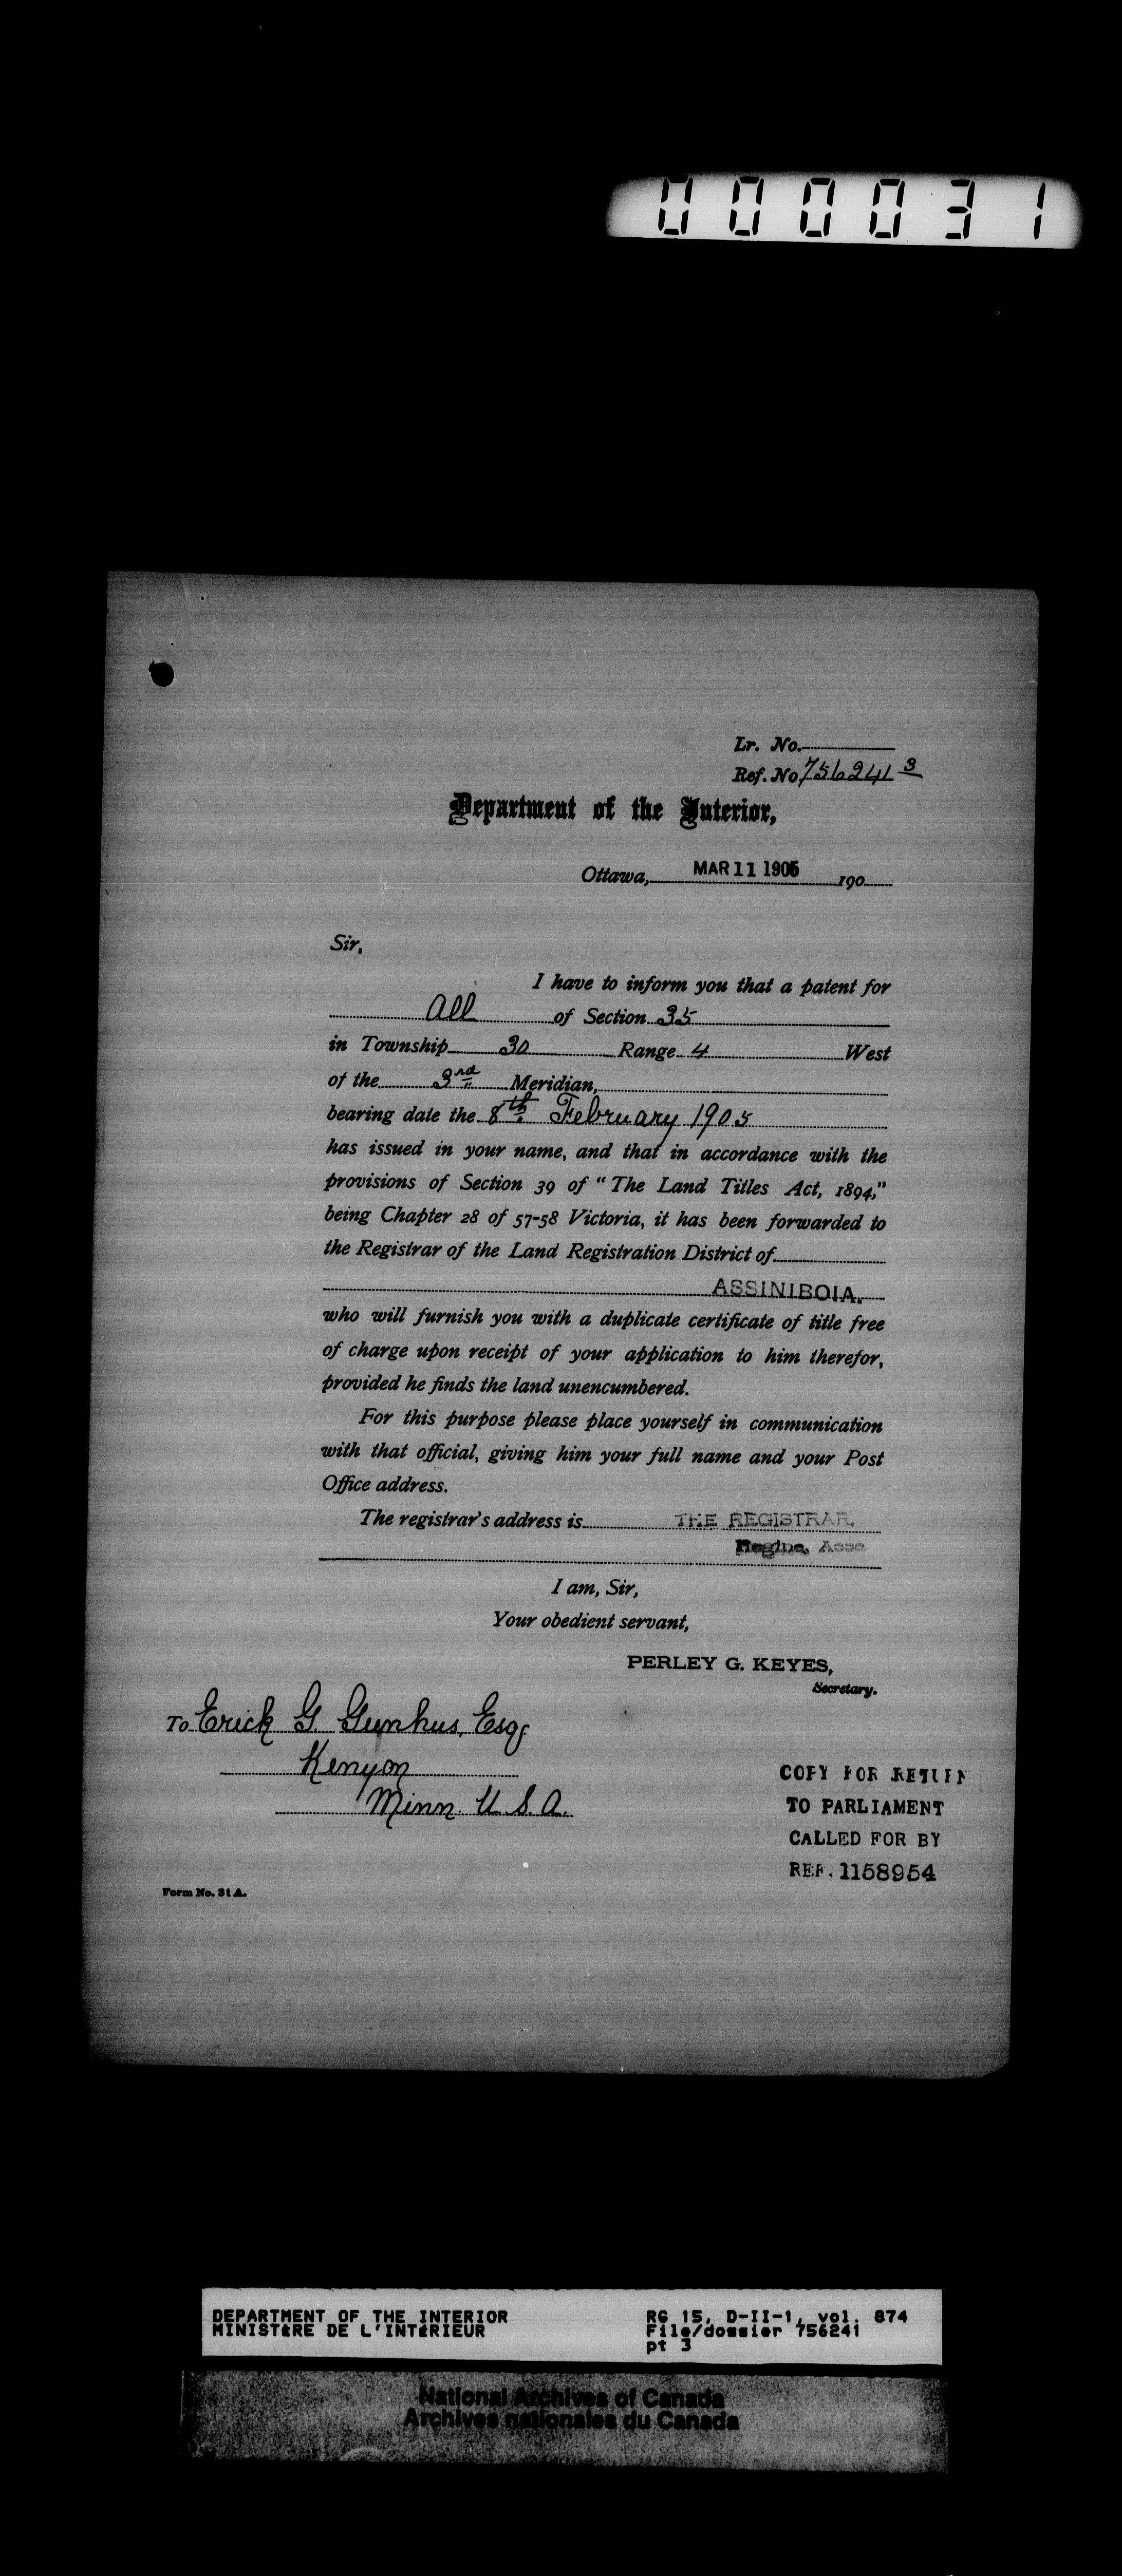 000031
Lr. No.
Ref. No 756241 3
Department of the Interior,
Ottawa, MAR 11 1905 190
Sir,
I have to inform you that a patent for
All of Section 35
in Township 30 Range 4 West
of the 3rd Meridian,
bearing date the 8th February 1905
has issued in your name, and that in accordance with the
provisions of Section 39 of "The Land Titles Act, 1894,"
being Chapter 28 of 57-58 Victoria, it has been forwarded to
the Registrar of the Land Registration District of
ASSINIBOIA.
who will furnish you with a duplicate certificate of title free
of charge upon receipt of your application to him therefor,
provided he finds the land unencumbered.
For this purpose please place yourself in communication
with that official, giving him your full name and your Post
Office address.
The registrar's address is THE REGISTRAR,
Regina, Assa
I am, Sir,
Your obedient servant,
PERLEY G. KEYES,
Secretary.
To Erick G. Gunhus, Esq
Kenyon
Minn. U.S.A.
COPY FOR RETURN
TO PARLIAMENT
CALLED FOR BY
REF. 1158954
Form No. 31 A.
DEPARTMENT OF THE INTERIOR RG 15, D-II-1, vol. 874
MINISTÈRE DE L'INTÉRIEUR File/dossier 756241
pt 3
National Archives of Canada
Archives nationales du Canada